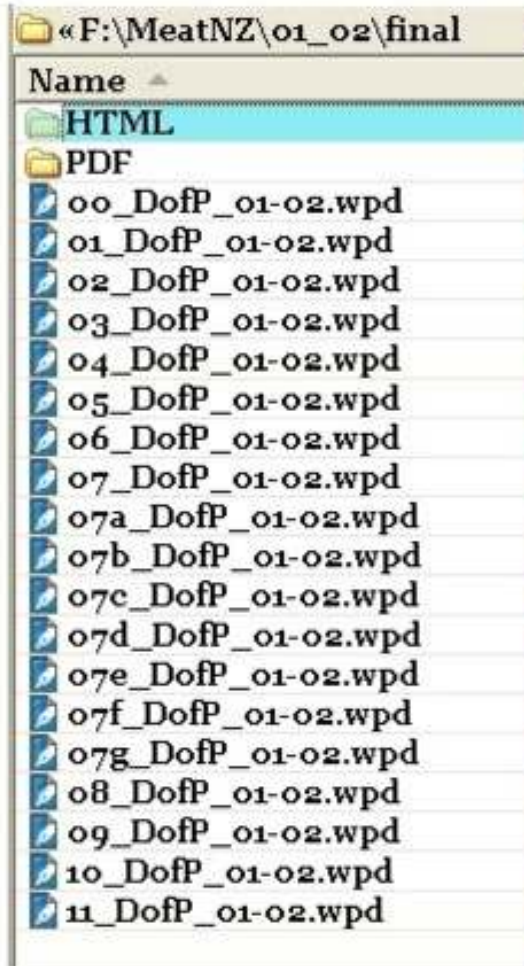 «F:\MeatNZ\01_02\final
Name
HTML
PDF
00_DofP_01-02.wpd
01_DofP_01-02.wpd
02_DofP_01-02.wpd
03_DofP_01-02.wpd
04_DofP_01-02.wpd
05_DofP_01-02.wpd
06_DofP_01-02.wpd
07_DofP_01-02.wpd
07a_DofP_01-02.wpd
07b_DofP_01-02.wpd
07c_DofP_01-02.wpd
07d_DofP_01-02.wpd
07e_DofP_01-02.wpd
07f_DofP_01-02.wpd
07g_DofP_01-02.wpd
08_DofP_01-02.wpd
09_DofP_01-02.wpd
10_DofP_01-02.wpd
11_DofP_01-02.wpd